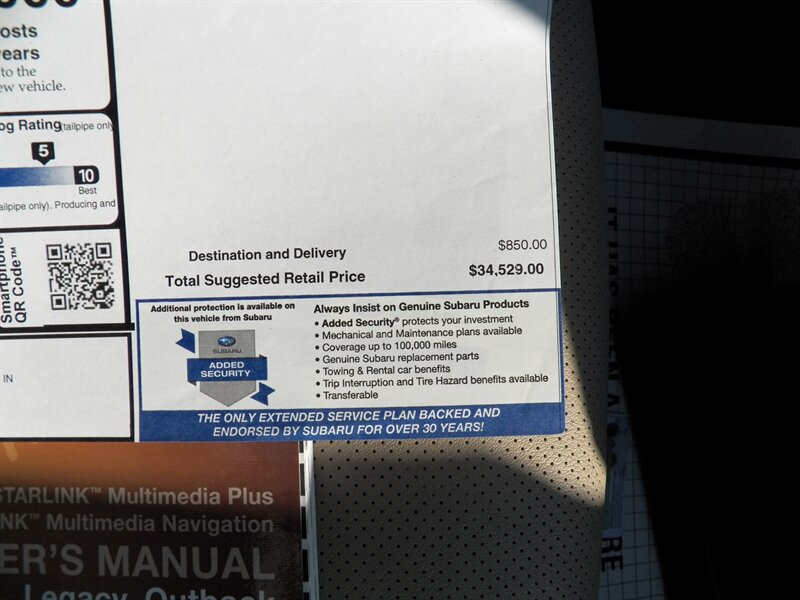 osts
ears
to the
ew vehicle.
og Rating (tailpipe only
5
10
Best
ailpipe only). Producing and
Smartphone
QR Code™
IN
Destination and Delivery $850.00
Total Suggested Retail Price $34,529.00
Additional protection is available on
this vehicle from Subaru
SUBARU
ADDED
SECURITY
Always Insist on Genuine Subaru Products
• Added Security® protects your investment
• Mechanical and Maintenance plans available
• Coverage up to 100,000 miles
• Genuine Subaru replacement parts
• Towing & Rental car benefits
• Trip Interruption and Tire Hazard benefits available
• Transferable
THE ONLY EXTENDED SERVICE PLAN BACKED AND
ENDORSED BY SUBARU FOR OVER 30 YEARS!
STARLINK™ Multimedia Plus
NK™ Multimedia Navigation
ER'S MANUAL
Legacy, Outback